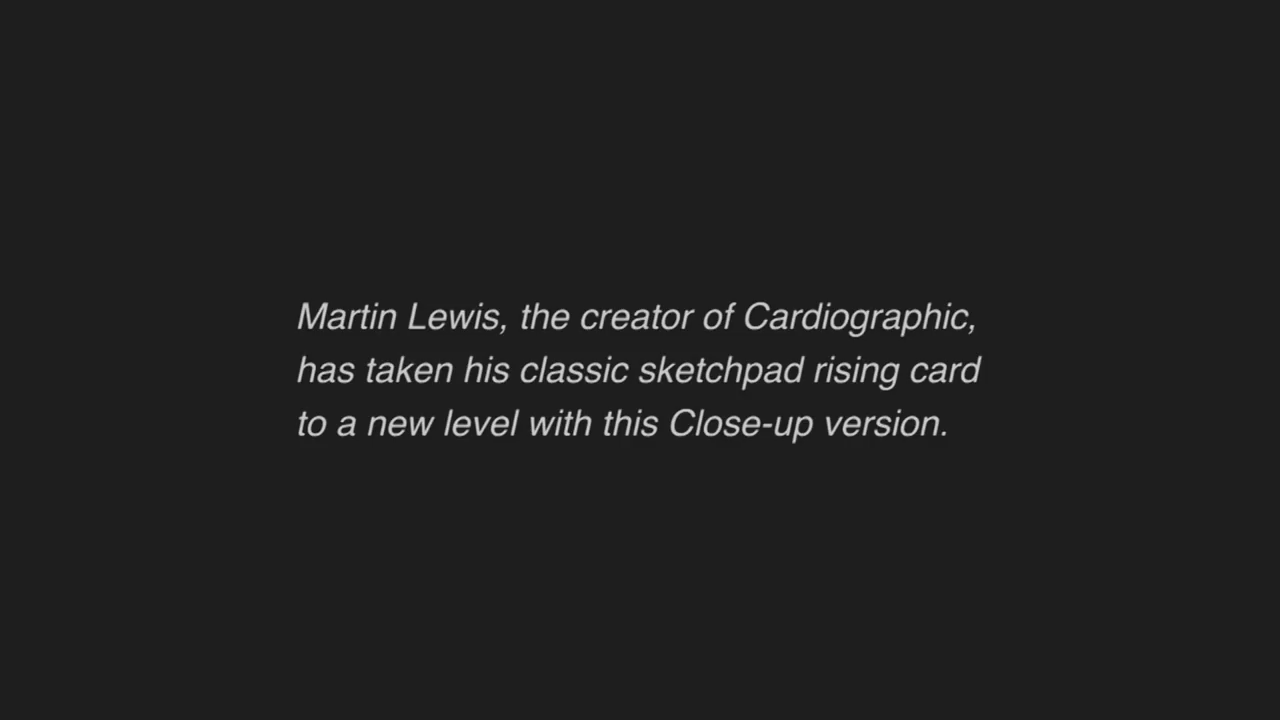 Martin Lewis, the creator of Cardiographic,
has taken his classic sketchpad rising card
to a new level with this Close-up version.